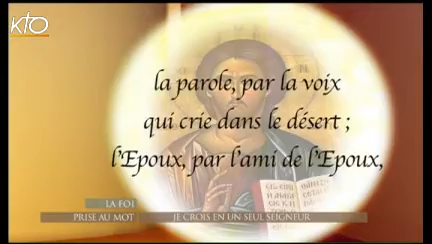 KTO
la parole, par la voix
qui crie dans le désert ;
l'Epoux, par l'ami de l'Epoux,
LA FOI
PRISE AU MOT
JE CROIS EN UN SEUL SEIGNEUR